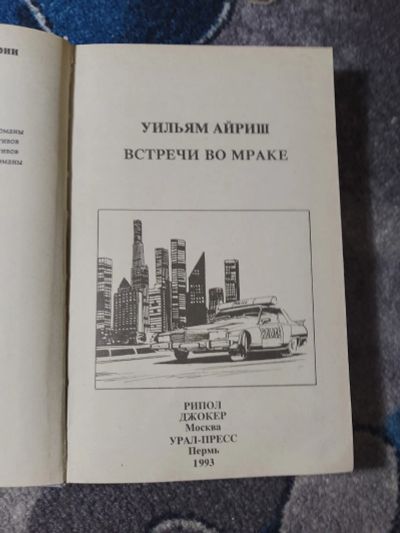 УИЛЬЯМ АЙРИШ
ВСТРЕЧИ ВО МРАКЕ
РИПОЛ
ДЖОКЕР
Москва
УРАЛ-ПРЕСС
Пермь
1993